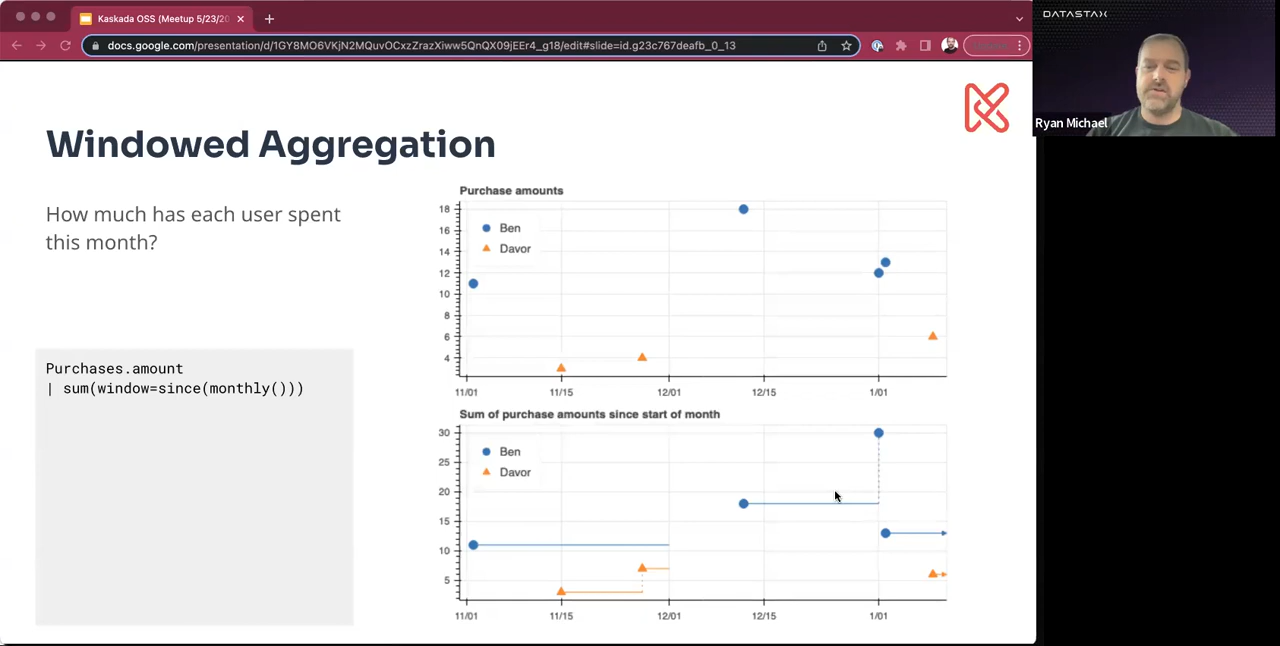 Kaskada OSS (Meetup 5/23/20
docs.google.com/presentation/d/1GY8MO6VKjN2MQuvOCxzZrazXiww5QnQX09jEEr4_g18/edit#slide=id.g23c767deafb_0_13
DATASTAX
Ryan Michael
Windowed Aggregation
How much has each user spent
this month?
Purchases.amount
| sum(window=since(monthly()))
Purchase amounts
18
16
14
12
10
8
6
4
Ben
Davor
11/01
11/15
12/01
12/15
1/01
Sum of purchase amounts since start of month
30
25
20
15
10
5
Ben
Davor
11/01
11/15
12/01
12/15
1/01